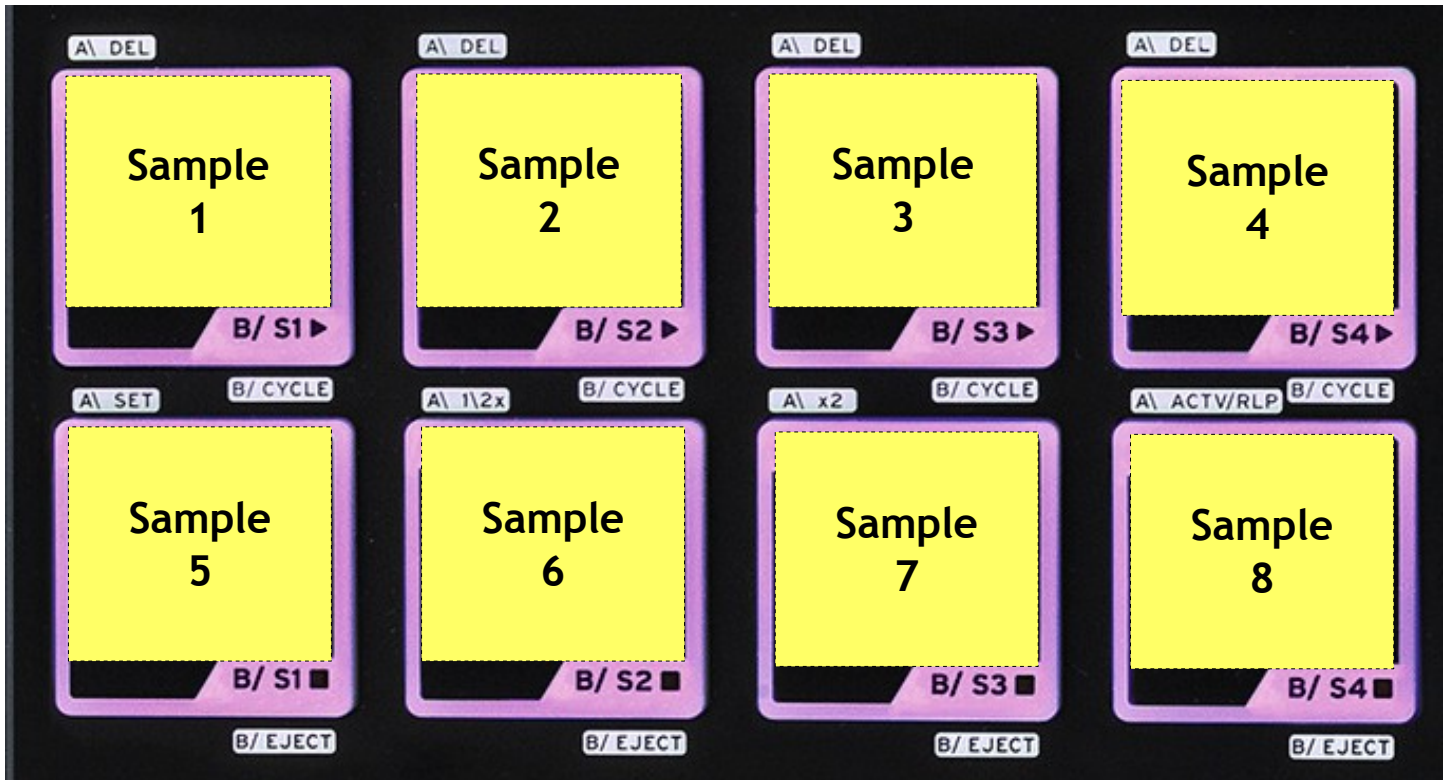 A\ DEL
A\ DEL
A\ DEL
A\ DEL
Sample
1
Sample
2
Sample
3
Sample
4
B/ S1▶
B/ S2▶
B/ S3▶
B/ S4▶
B/ CYCLE
B/ CYCLE
B/ CYCLE
B/ CYCLE
A\ SET
A\ 1\2x
A\ x2
A\ ACTV/RLP
Sample
5
Sample
6
Sample
7
Sample
8
B/ S1■
B/ S2■
B/ S3■
B/ S4■
B/ EJECT
B/ EJECT
B/ EJECT
B/ EJECT